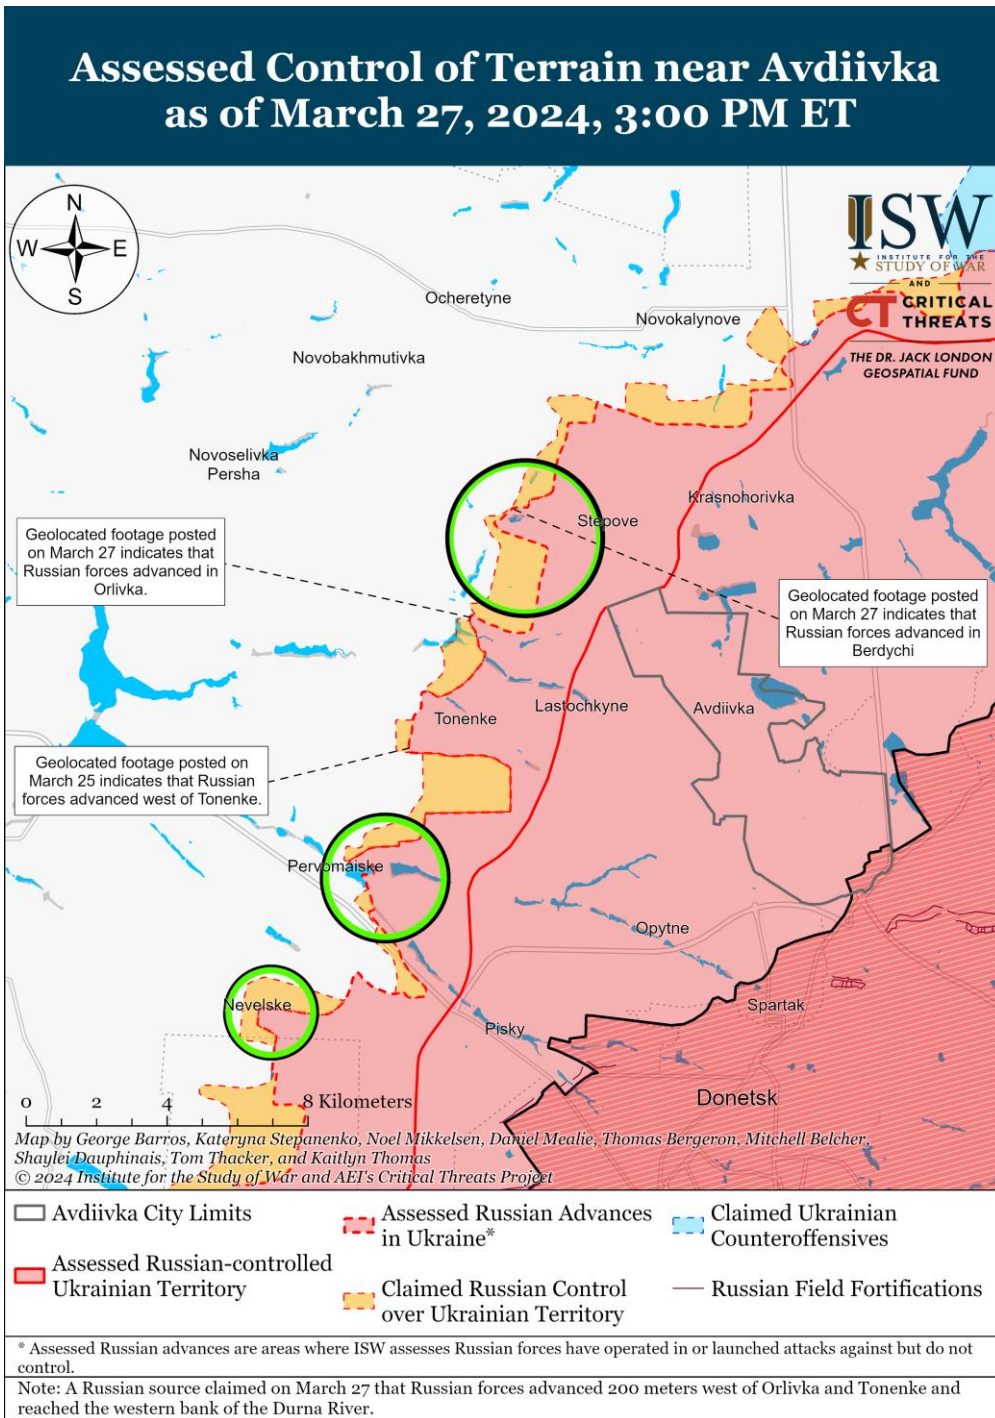 Assessed Control of Terrain near Avdiivka
as of March 27, 2024, 3:00 PM ET
N
W
E
S
ISW
INSTITUTE FOR THE
STUDY OF WAR
AND
CT CRITICAL
THREATS
THE DR. JACK LONDON
GEOSPATIAL FUND
Ocheretyne
Novokalynove
Novobakhmutivka
Novoselivka
Persha
Krasnohorivka
Stepove
Geolocated footage posted
on March 27 indicates that
Russian forces advanced in
Orlivka.
Geolocated footage posted
on March 27 indicates that
Russian forces advanced in
Berdychi
Tonenke
Lastochkyne
Avdiivka
Geolocated footage posted on
March 25 indicates that Russian
forces advanced west of Tonenke.
Pervomaiske
Opytne
Nevelske
Spartak
Pisky
Donetsk
0 2 4 8 Kilometers
Map by George Barros, Kateryna Stepanenko, Noel Mikkelsen, Daniel Mealie, Thomas Bergeron, Mitchell Belcher,
Shaylei Dauphinais, Tom Thacker, and Kaitlyn Thomas
© 2024 Institute for the Study of War and AEI's Critical Threats Project
Avdiivka City Limits
Assessed Russian-controlled
Ukrainian Territory
Assessed Russian Advances
in Ukraine*
Claimed Russian Control
over Ukrainian Territory
Claimed Ukrainian
Counteroffensives
Russian Field Fortifications
* Assessed Russian advances are areas where ISW assesses Russian forces have operated in or launched attacks against but do not
control.
Note: A Russian source claimed on March 27 that Russian forces advanced 200 meters west of Orlivka and Tonenke and
reached the western bank of the Durna River.